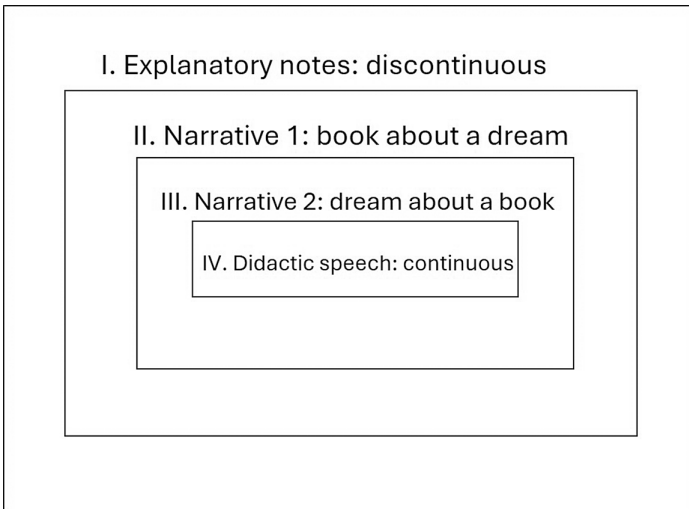 I. Explanatory notes: discontinuous
II. Narrative 1: book about a dream
III. Narrative 2: dream about a book
IV. Didactic speech: continuous